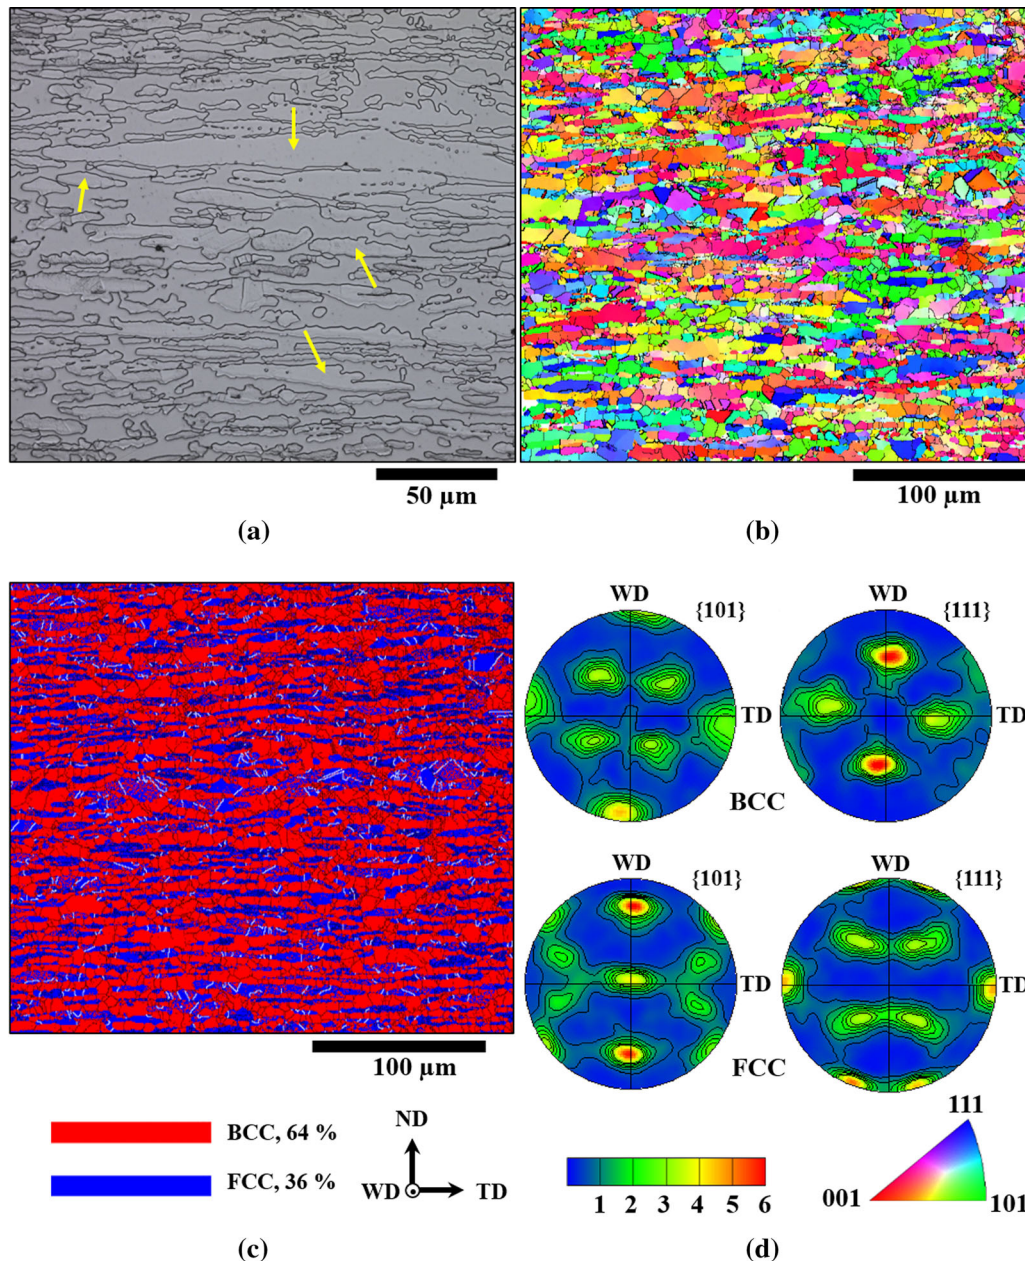 50 µm
100 µm
(a)
(b)
WD
{101}
WD
{111}
TD
TD
BCC
WD
{101}
WD
{111}
TD
TD
FCC
100 µm
111
001
101
BCC, 64 %
FCC, 36 %
ND
WD
TD
1 2 3 4 5 6
(c)
(d)